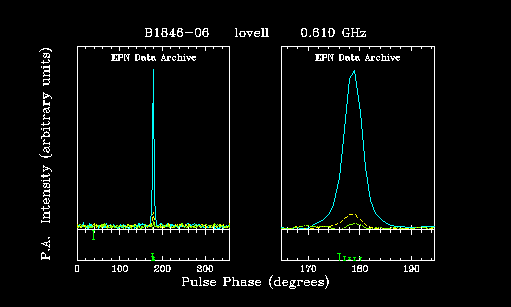 B1846-06 lovell 0.610 GHz
EPN Data Archive EPN Data Archive
P.A. Intensity (arbitrary units)
0 100 200 300 170 180 190
Pulse Phase (degrees)